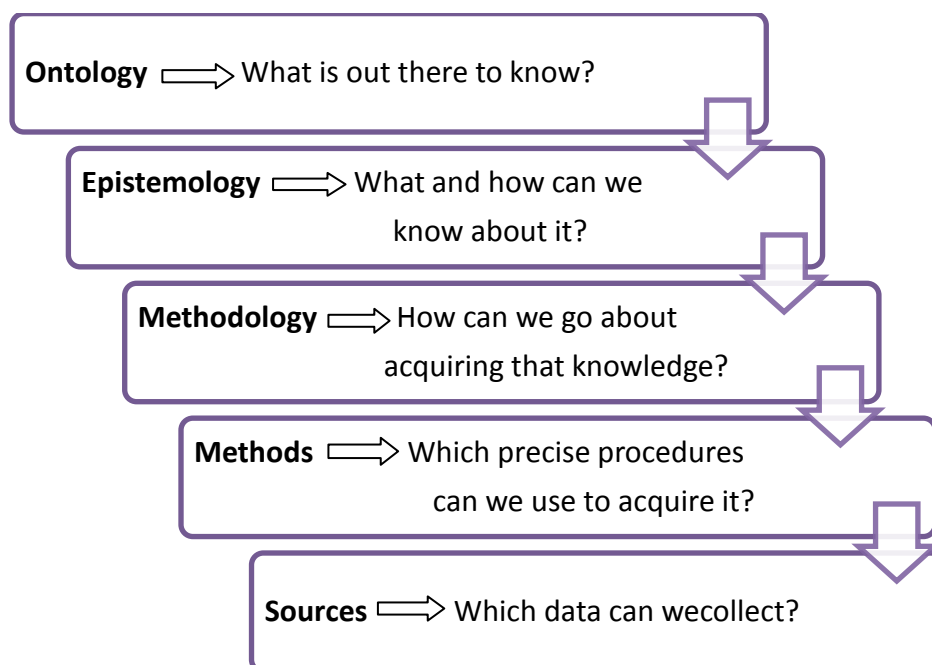 Ontology What is out there to know?
Epistemology What and how can we
know about it?
Methodology How can we go about
acquiring that knowledge?
Methods Which precise procedures
can we use to acquire it?
Sources Which data can wecollect?